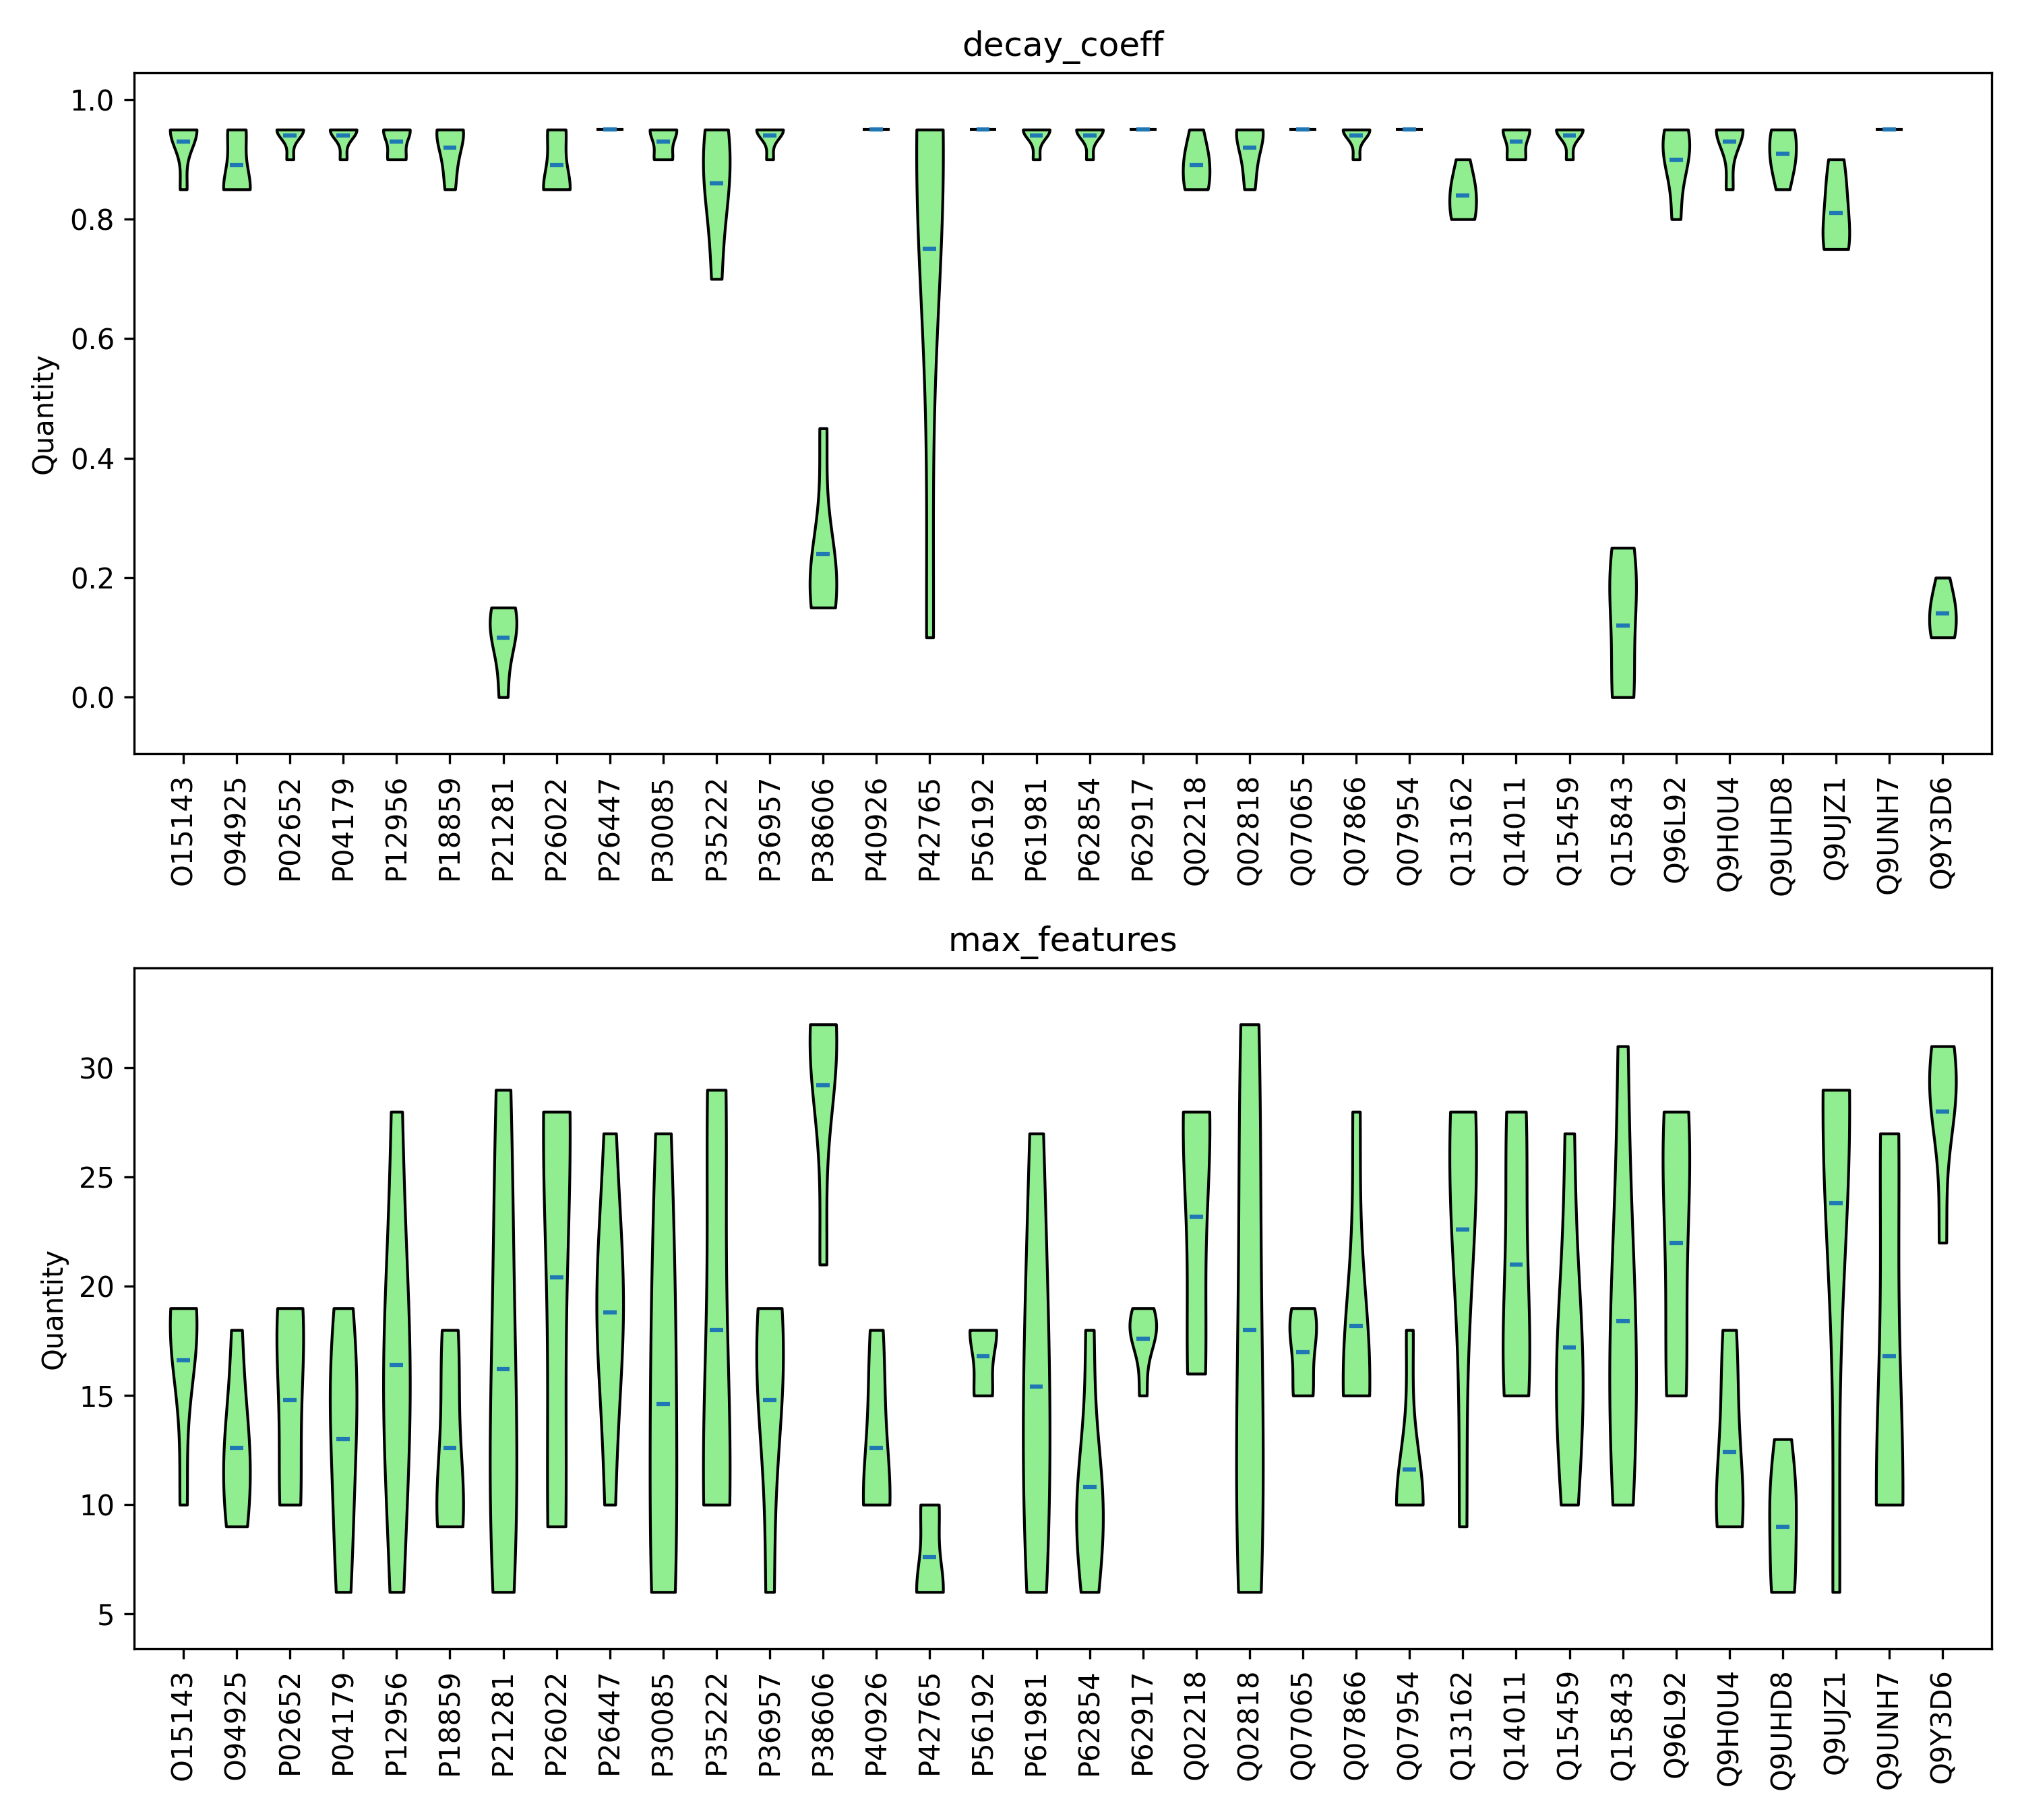 decay_coeff
1.0
0.8
0.6
0.4
0.2
0.0
Quantity
O15143
O94925
P02652
P04179
P12956
P18859
P21281
P26022
P26447
P30085
P35222
P36957
P38606
P40926
P42765
P56192
P61981
P62854
P62917
Q02218
Q02818
Q07065
Q07866
Q07954
Q13162
Q14011
Q15459
Q15843
Q96L92
Q9H0U4
Q9UHD8
Q9UJZ1
Q9UNH7
Q9Y3D6
max_features
30
25
20
15
10
5
Quantity
O15143
O94925
P02652
P04179
P12956
P18859
P21281
P26022
P26447
P30085
P35222
P36957
P38606
P40926
P42765
P56192
P61981
P62854
P62917
Q02218
Q02818
Q07065
Q07866
Q07954
Q13162
Q14011
Q15459
Q15843
Q96L92
Q9H0U4
Q9UHD8
Q9UJZ1
Q9UNH7
Q9Y3D6